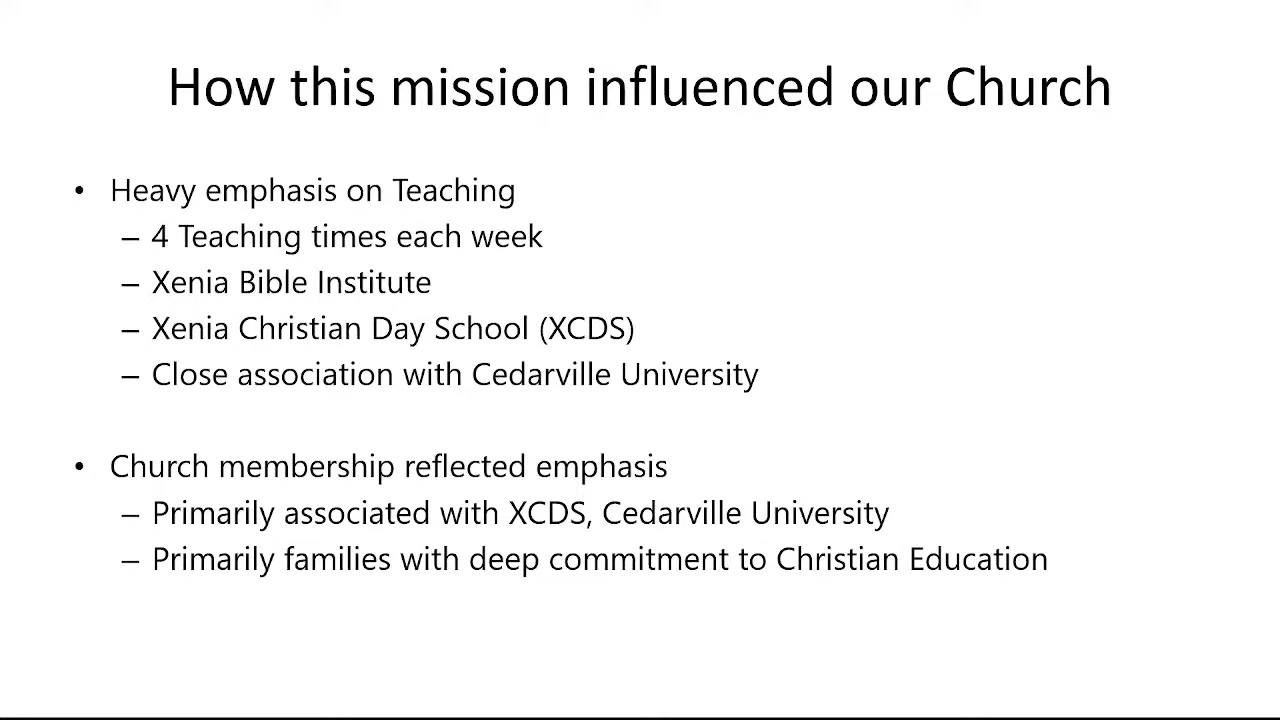 How this mission influenced our Church
• Heavy emphasis on Teaching
– 4 Teaching times each week
– Xenia Bible Institute
– Xenia Christian Day School (XCDS)
– Close association with Cedarville University
• Church membership reflected emphasis
– Primarily associated with XCDS, Cedarville University
– Primarily families with deep commitment to Christian Education